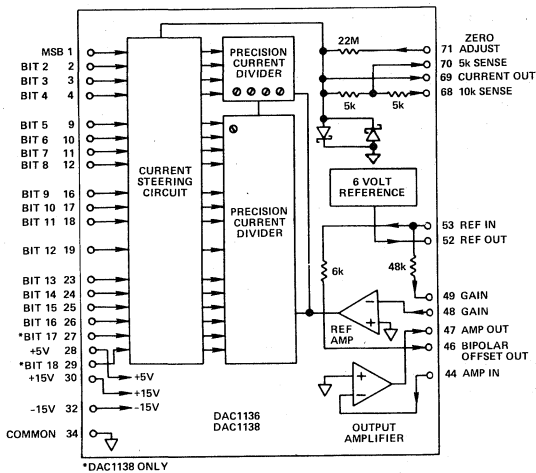 MSB 1
BIT 2 2
BIT 3 3
BIT 4 4
BIT 5 9
BIT 6 10
BIT 7 11
BIT 8 12
BIT 9 16
BIT 10 17
BIT 11 18
BIT 12 19
BIT 13 23
BIT 14 24
BIT 15 25
BIT 16 26
*BIT 17 27
+5V 28
*BIT 18 29
+15V 30
-15V 32
COMMON 34
+5V
+15V
-15V
CURRENT
STEERING
CIRCUIT
PRECISION
CURRENT
DIVIDER
PRECISION
CURRENT
DIVIDER
22M
5k
5k
6 VOLT
REFERENCE
6k
48k
REF
AMP
OUTPUT
AMPLIFIER
DAC1136
DAC1138
ZERO
71 ADJUST
70 5k SENSE
69 CURRENT OUT
68 10k SENSE
53 REF IN
52 REF OUT
49 GAIN
48 GAIN
47 AMP OUT
46 BIPOLAR
OFFSET OUT
44 AMP IN
*DAC1138 ONLY